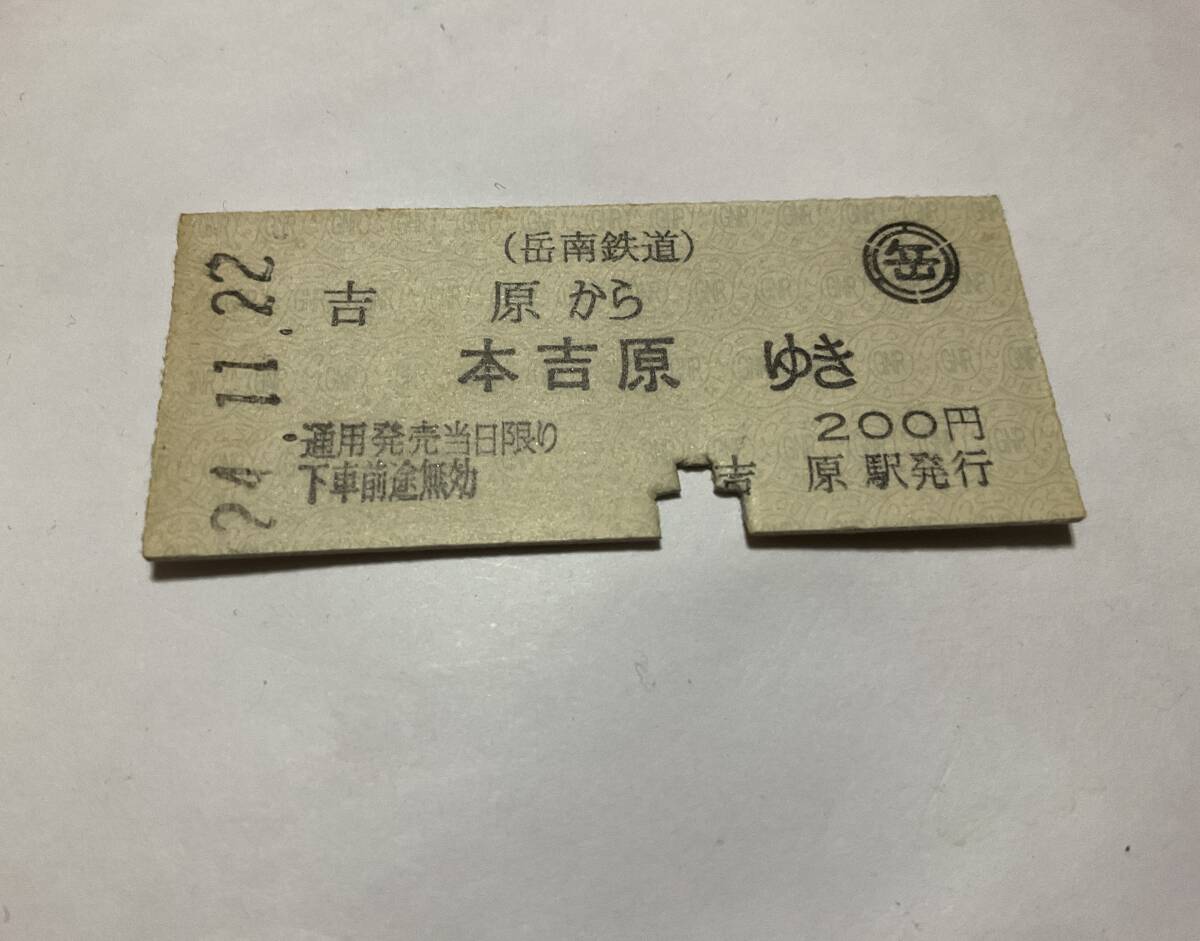 (岳南鉄道)
岳
吉 原 から
本吉原 ゆき
24.11.22
通用発売当日限り
下車前途無効
200円
吉 原 駅発行